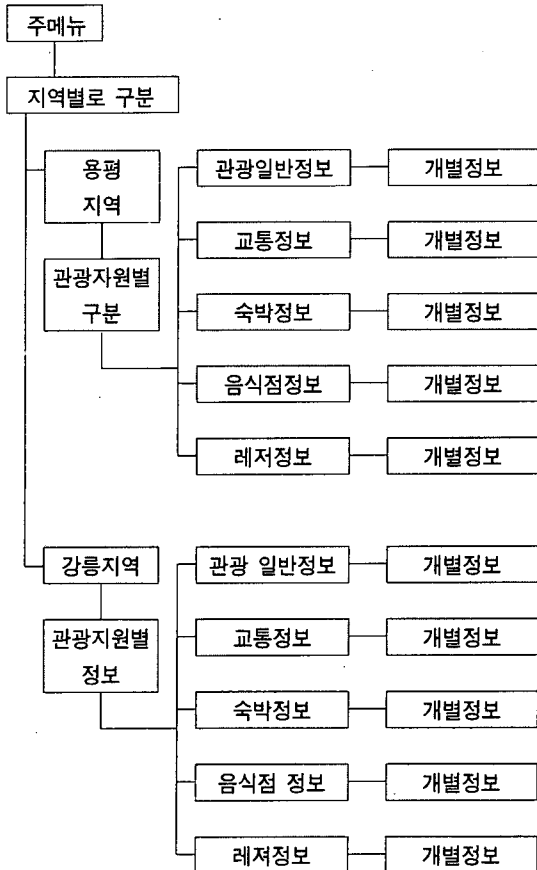 주메뉴
지역별로 구분
용평
지역
관광자원별
구분
관광일반정보
개별정보
교통정보
개별정보
숙박정보
개별정보
음식점정보
개별정보
레저정보
개별정보
강릉지역
관광지원별
정보
관광 일반정보
개별정보
교통정보
개별정보
숙박정보
개별정보
음식점 정보
개별정보
레져정보
개별정보